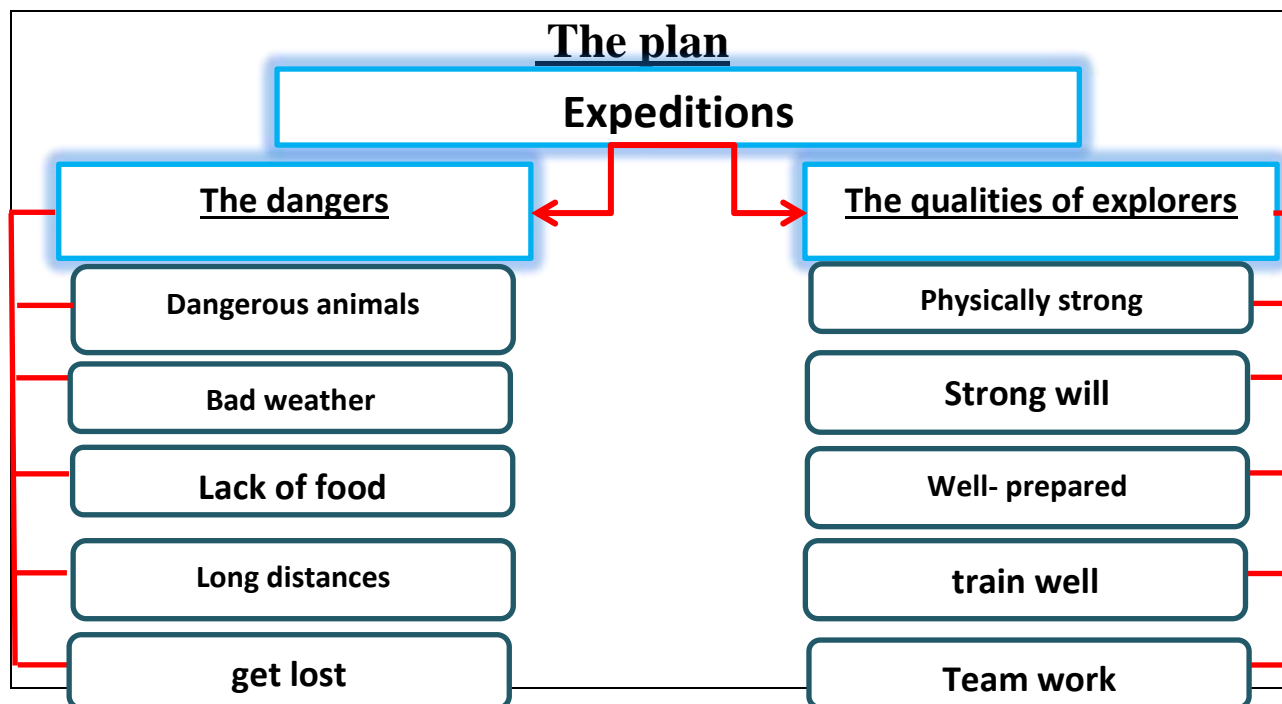 The plan
Expeditions
The dangers
Dangerous animals
Bad weather
Lack of food
Long distances
get lost
The qualities of explorers
Physically strong
Strong will
Well- prepared
train well
Team work